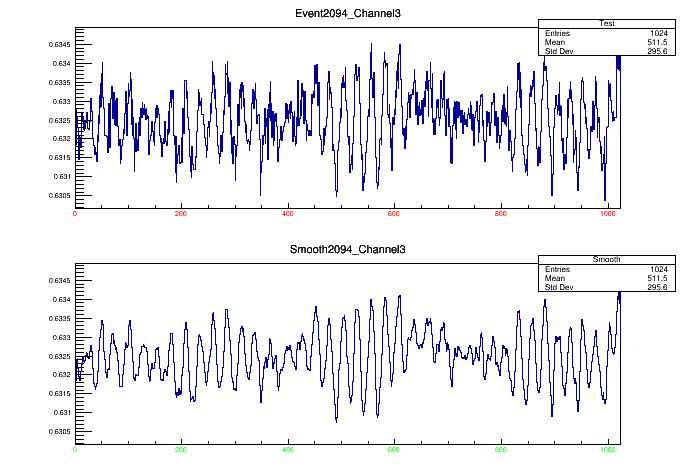 Event2094_Channel3
Test
Entries 1024
Mean 511.5
Std Dev 295.6
0.6345
0.634
0.6335
0.633
0.6325
0.632
0.6315
0.631
0.6305
0 200 400 600 800 1000
Smooth2094_Channel3
Smooth
Entries 1024
Mean 511.5
Std Dev 295.6
0.6345
0.634
0.6335
0.633
0.6325
0.632
0.6315
0.631
0.6305
0 200 400 600 800 1000